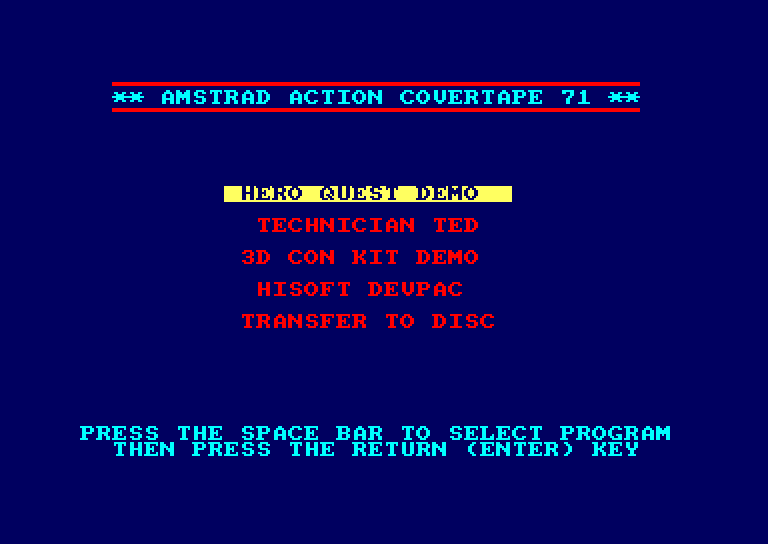 ** AMSTRAD ACTION COVERTAPE 71 **
HERO QUEST DEMO
TECHNICIAN TED
3D CON KIT DEMO
HISOFT DEVPAC
TRANSFER TO DISC
PRESS THE SPACE BAR TO SELECT PROGRAM
THEN PRESS THE RETURN (ENTER) KEY